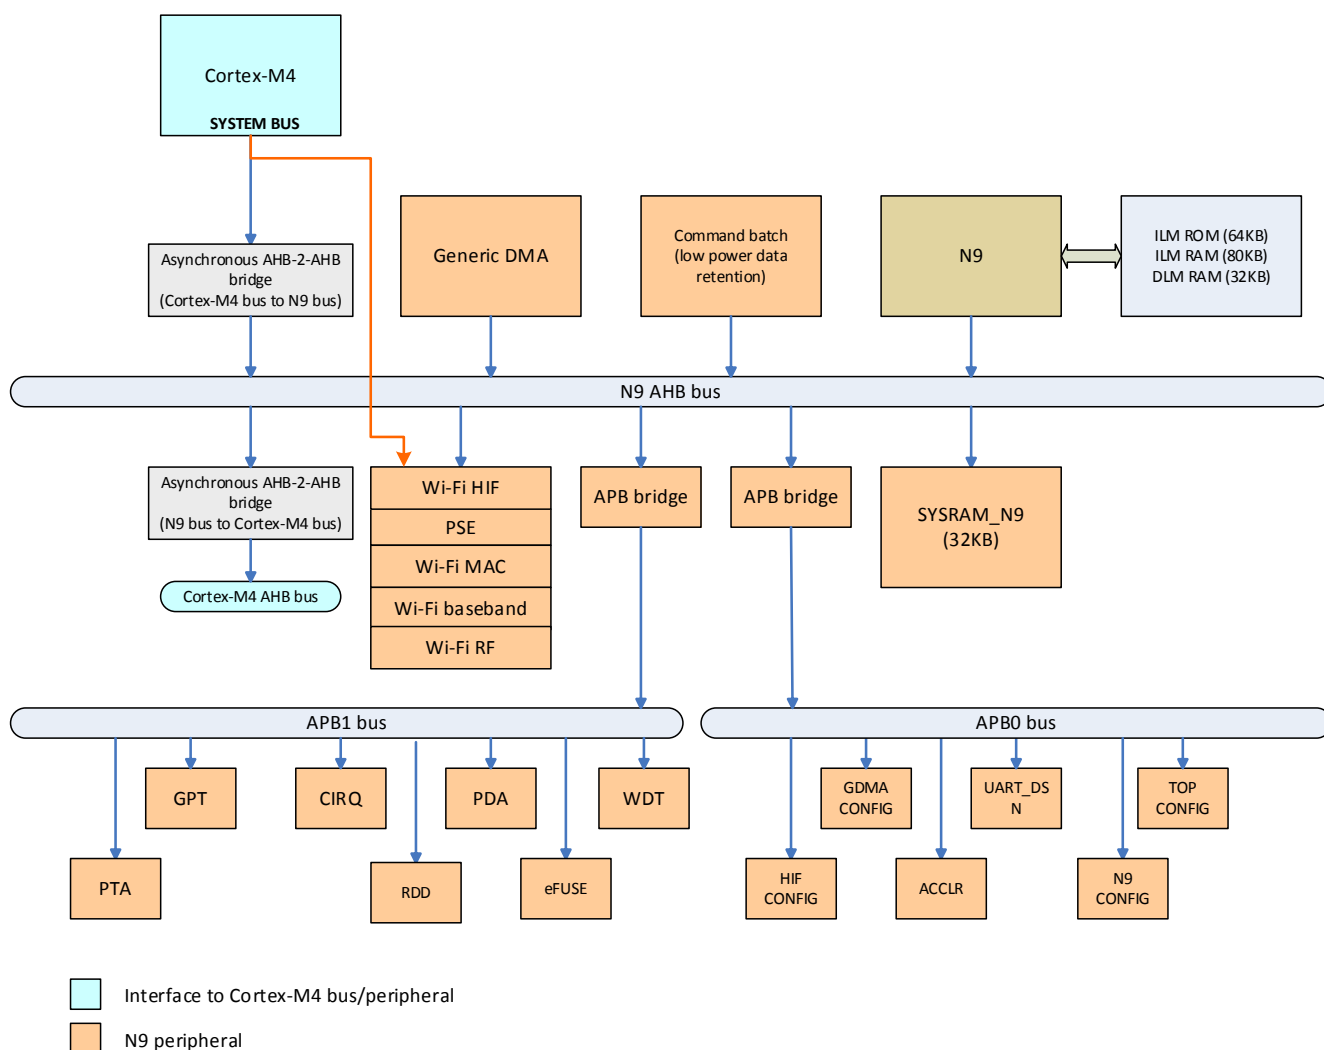 Cortex-M4
SYSTEM BUS
Asynchronous AHB-2-AHB
bridge
(Cortex-M4 bus to N9 bus)
Generic DMA
Command batch
(low power data
retention)
N9
ILM ROM (64KB)
ILM RAM (80KB)
DLM RAM (32KB)
N9 AHB bus
Asynchronous AHB-2-AHB
bridge
(N9 bus to Cortex-M4 bus)
Cortex-M4 AHB bus
Wi-Fi HIF
PSE
Wi-Fi MAC
Wi-Fi baseband
Wi-Fi RF
APB bridge
APB bridge
SYSRAM_N9
(32KB)
APB1 bus
APB0 bus
GPT
CIRQ
PDA
WDT
GDMA
CONFIG
UART_DS
N
TOP
CONFIG
PTA
RDD
eFUSE
HIF
CONFIG
ACCLR
N9
CONFIG
Interface to Cortex-M4 bus/peripheral
N9 peripheral